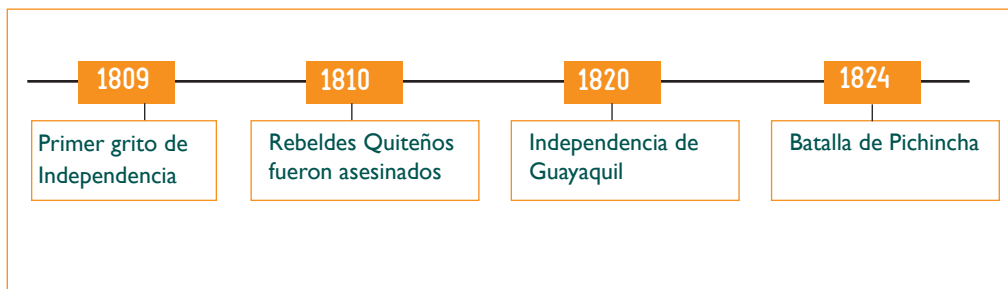 1809
Primer grito de
Independencia
1810
Rebeldes Quiteños
fueron asesinados
1820
Independencia de
Guayaquil
1824
Batalla de Pichincha